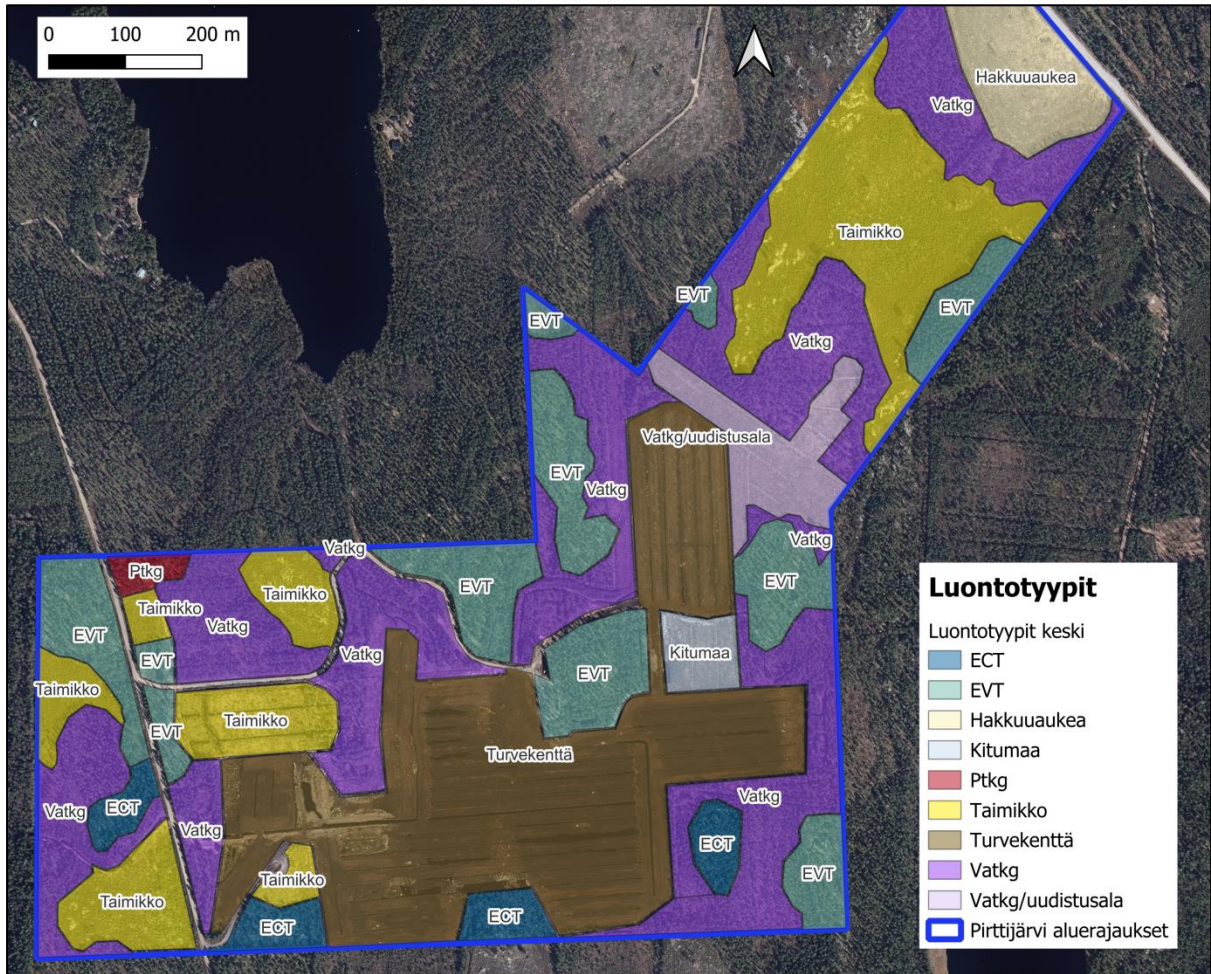 0 100 200 m
Hakkuuaukea
Vatkg
Taimikko
EVT
EVT
EVT
Vatkg
Vatkg/uudistusala
EVT
Vatkg
Vatkg
Vatkg
Ptkg
Taimikko
EVT
EVT
Taimikko
Vatkg
EVT
EVT
Vatkg
Kitumaa
EVT
Taimikko
EVT
Taimikko
Turvekenttä
Vatkg
ECT
Vatkg
Vatkg
ECT
EVT
Taimikko
Taimikko
ECT
ECT
Luontotyypit
Luontotyypit keski
ECT
EVT
Hakkuuaukea
Kitumaa
Ptkg
Taimikko
Turvekenttä
Vatkg
Vatkg/uudistusala
Pirttijärvi aluerajaukset